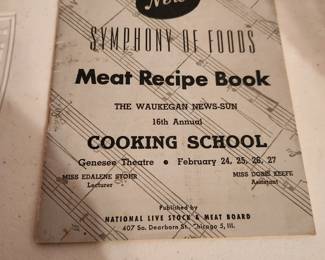 New
SYMPHONY OF FOODS
Meat Recipe Book
THE WAUKEGAN NEWS-SUN
16th Annual
COOKING SCHOOL
Genesee Theatre • February 24, 25, 26, 27
MISS EDALENE STOHR
Lecturer
MISS DORIS KEEFE
Assistant
Published by
NATIONAL LIVE STOCK & MEAT BOARD
407 So. Dearborn St., Chicago 5, Ill.